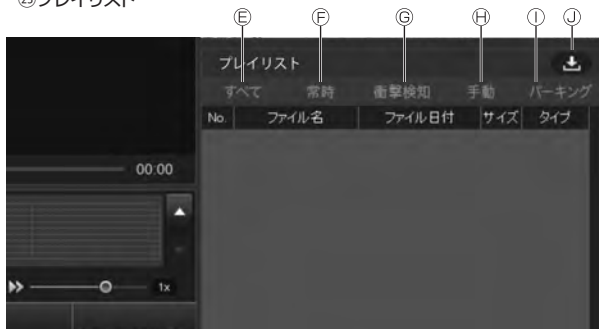 ㉕プレイリスト
Ⓔ Ⓕ Ⓖ Ⓗ Ⓘ Ⓙ
プレイリスト
すべて 常時 衝撃検知 手動 パーキング
No. ファイル名 ファイル日付 サイズ タイプ
00:00
1x